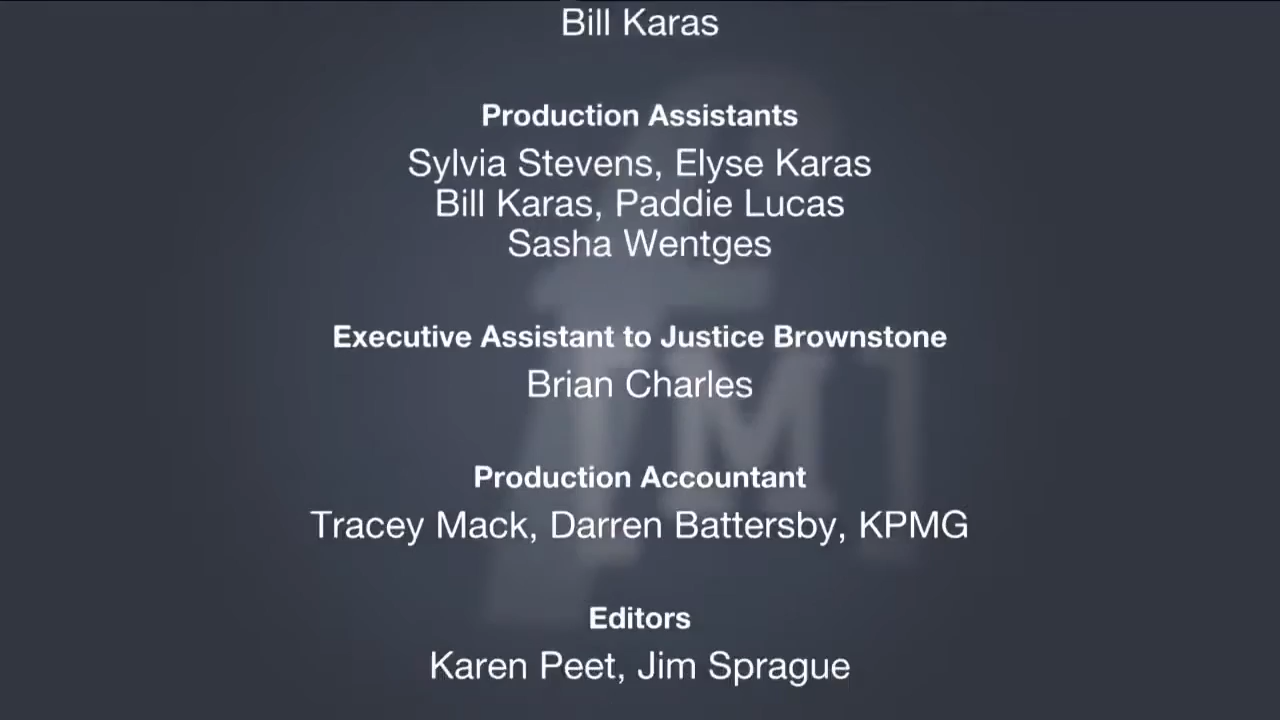 Bill Karas
Production Assistants
Sylvia Stevens, Elyse Karas
Bill Karas, Paddie Lucas
Sasha Wentges
Executive Assistant to Justice Brownstone
Brian Charles
Production Accountant
Tracey Mack, Darren Battersby, KPMG
Editors
Karen Peet, Jim Sprague